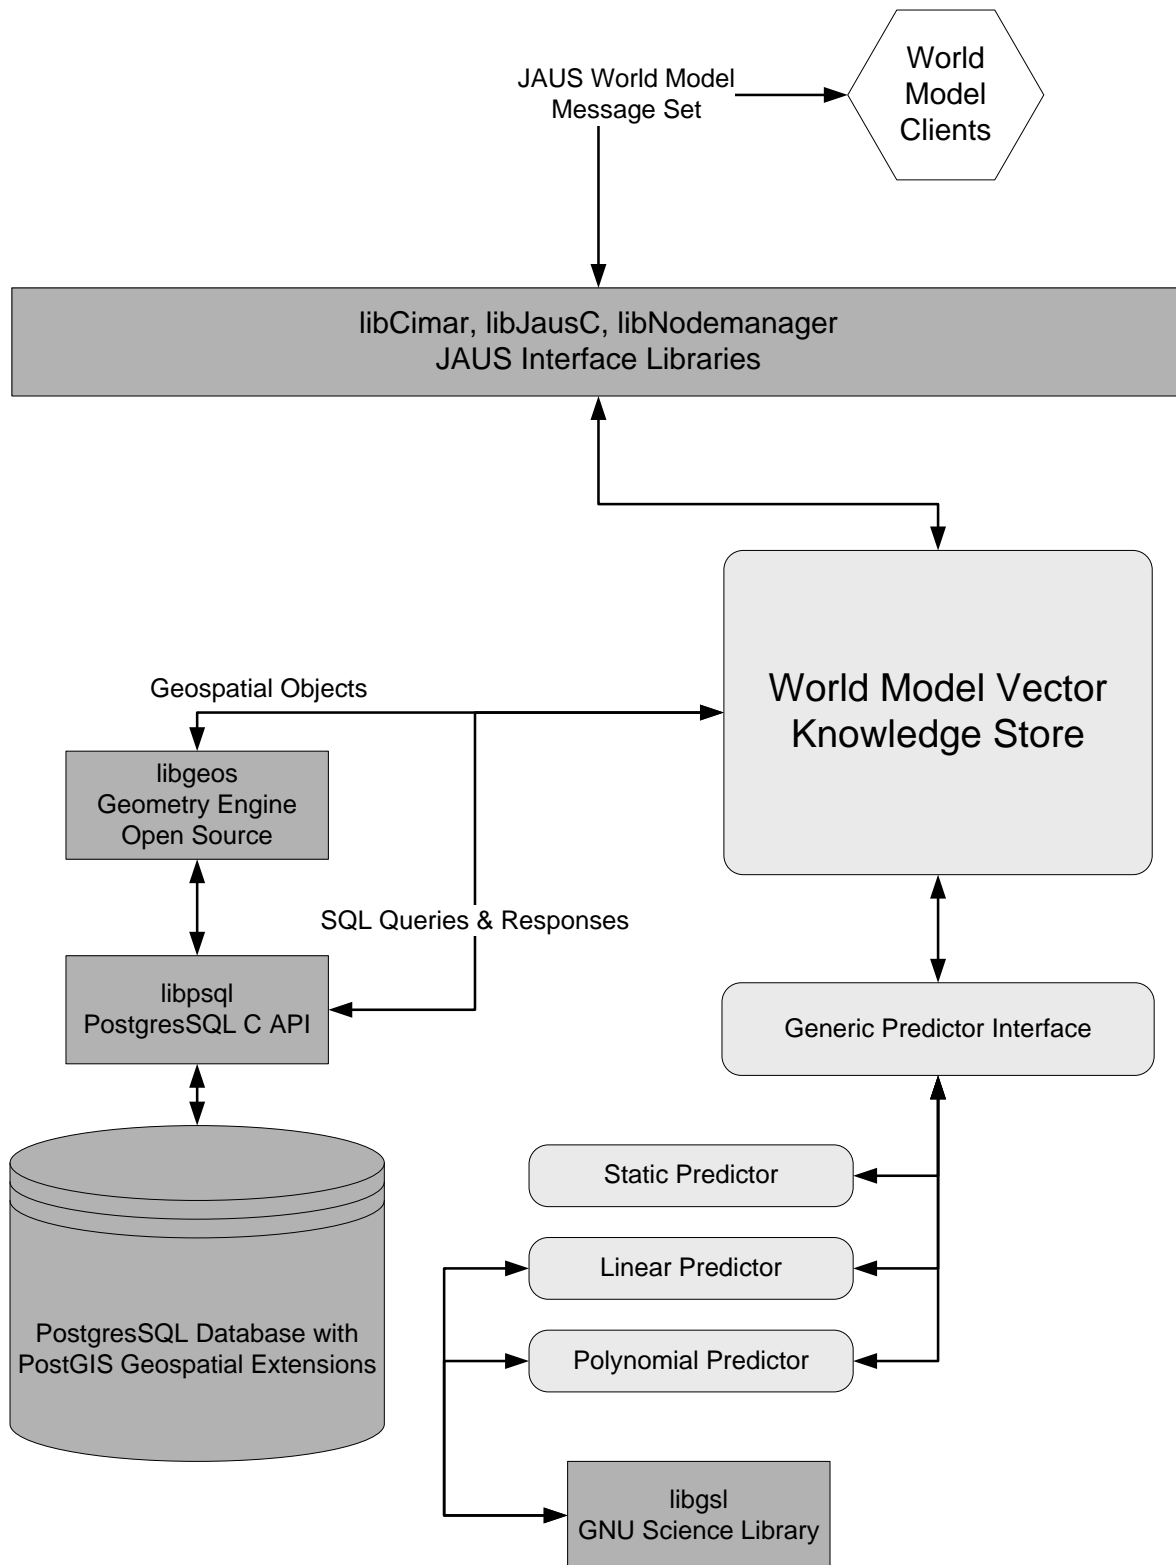 JAUS World Model
Message Set
World
Model
Clients
libCimar, libJausC, libNodemanager
JAUS Interface Libraries
World Model Vector
Knowledge Store
Geospatial Objects
libgeos
Geometry Engine
Open Source
SQL Queries & Responses
libpsql
PostgresSQL C API
Generic Predictor Interface
Static Predictor
Linear Predictor
Polynomial Predictor
PostgresSQL Database with
PostGIS Geospatial Extensions
libgsl
GNU Science Library